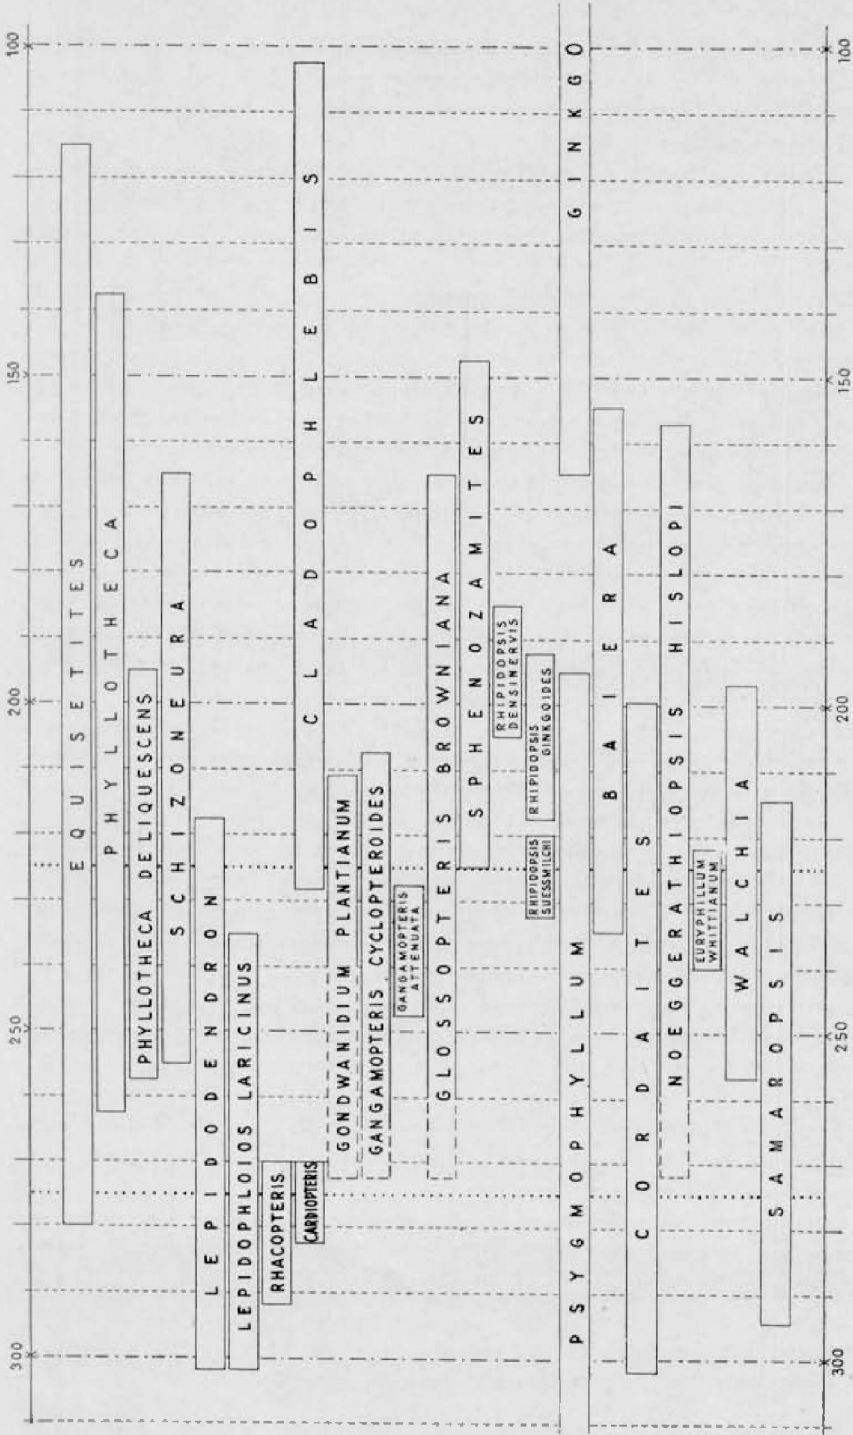 100
150
200
250
300
EQUISETITES
PHYLLOTHECA
PHYLLOTHECA DELIQUESCENS
SCHIZONEURA
LEPIDODENDRON
LEPIDOPHLOIOS LARICINUS
RHACOPTERIS
CLADOPHLEBIS
CARDIOPTERIS
GONDWANIDIUM PLANTIANUM
GANGAMOPTERIS CYCLOPTEROIDES
GANGAMOPTERIS
ATTENUATA
GLOSSOPTERIS BROWNIANA
SPHENOZAMITES
RHIPIDOPSIS
DENSINERVIS
RHIPIDOPSIS
GINKGOIDES
RHIPIDOPSIS
SUESSMILCHI
GINKGO
PSYGMOPHYLLUM
BAIERA
CORDAITES
NOEGGERATHIOPSIS HISLOPI
EURYPHILLUM
WHITTIANUM
WALCHIA
SAMAROPSIS
100
150
200
250
300